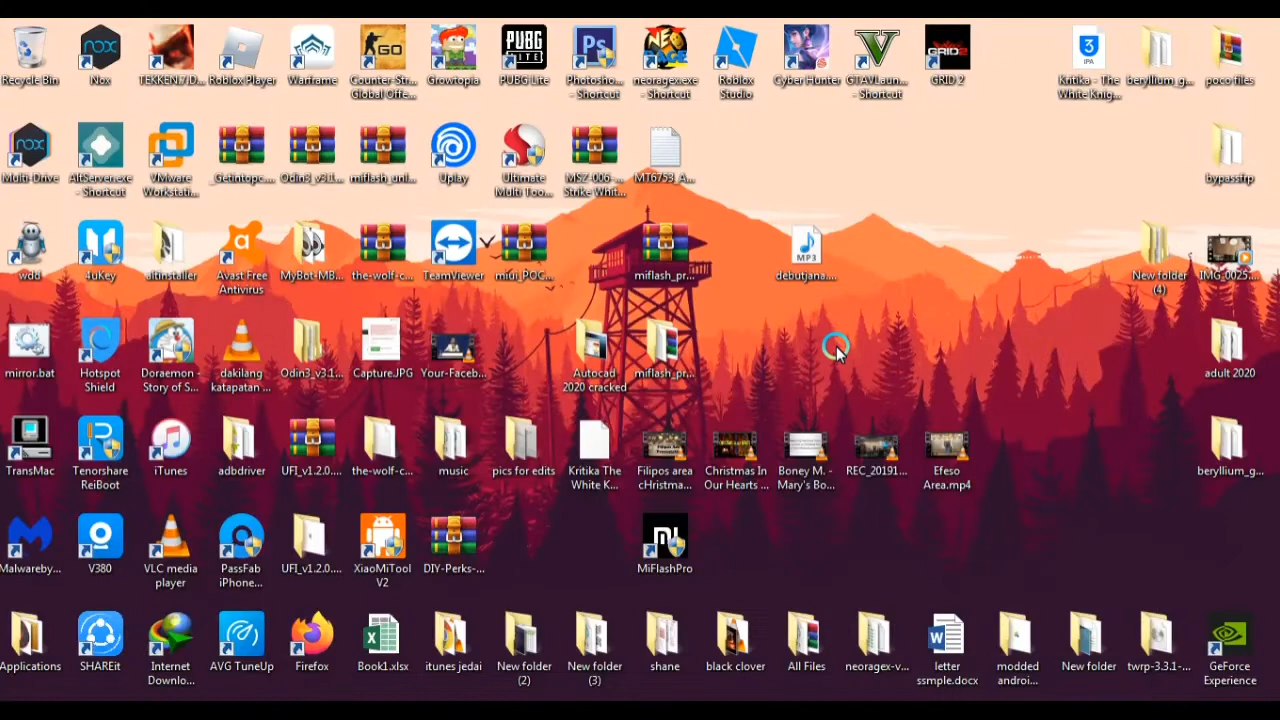 Recycle Bin
Nox
TEKKEN7/D...
Roblox Player
Warframe
Counter-Str...
Global Offe...
Growtopia
PUBG Lite
Photosho...
- Shortcut
neoragex.exe
- Shortcut
Roblox
Studio
Cyber Hunter
GTAVLaun...
- Shortcut
GRID 2
Kritika - The
White Knig...
beryllium_g...
poco files
Multi-Drive
AltServer.exe
- Shortcut
VMware
Workstati...
_Getintopc....
Odin3_v3.1...
miflash_unl...
Uplay
Ultimate
Multi Too...
MSZ-006-...
Strike Whit...
MT6753_A...
bypassfrp
wdd
4uKey
altinstaller
Avast Free
Antivirus
MyBot-MB...
the-wolf-c...
TeamViewer
miui_POC...
miflash_pr...
debutjana....
New folder
(4)
IMG_0025....
mirror.bat
Hotspot
Shield
Doraemon -
Story of S...
dakilang
katapatan ...
Odin3_v3.1...
Capture.JPG
Your-Faceb...
Autocad
2020 cracked
miflash_pr...
adult 2020
TransMac
Tenorshare
ReiBoot
iTunes
adbdriver
UFI_v1.2.0....
the-wolf-c...
music
pics for edits
Kritika The
White K...
Filipos area
cHristma...
Christmas In
Our Hearts ...
Boney M. -
Mary's Bo...
REC_20191...
Efeso
Area.mp4
beryllium_g...
Malwareby...
V380
VLC media
player
PassFab
iPhone...
UFI_v1.2.0....
XiaoMiTool
V2
DIY-Perks-...
MiFlashPro
Applications
SHAREit
Internet
Downlo...
AVG TuneUp
Firefox
Book1.xlsx
itunes jedai
New folder
(2)
New folder
(3)
shane
black clover
All Files
neoragex-v...
letter
ssmple.docx
modded
androi...
New folder
twrp-3.3.1-...
GeForce
Experience